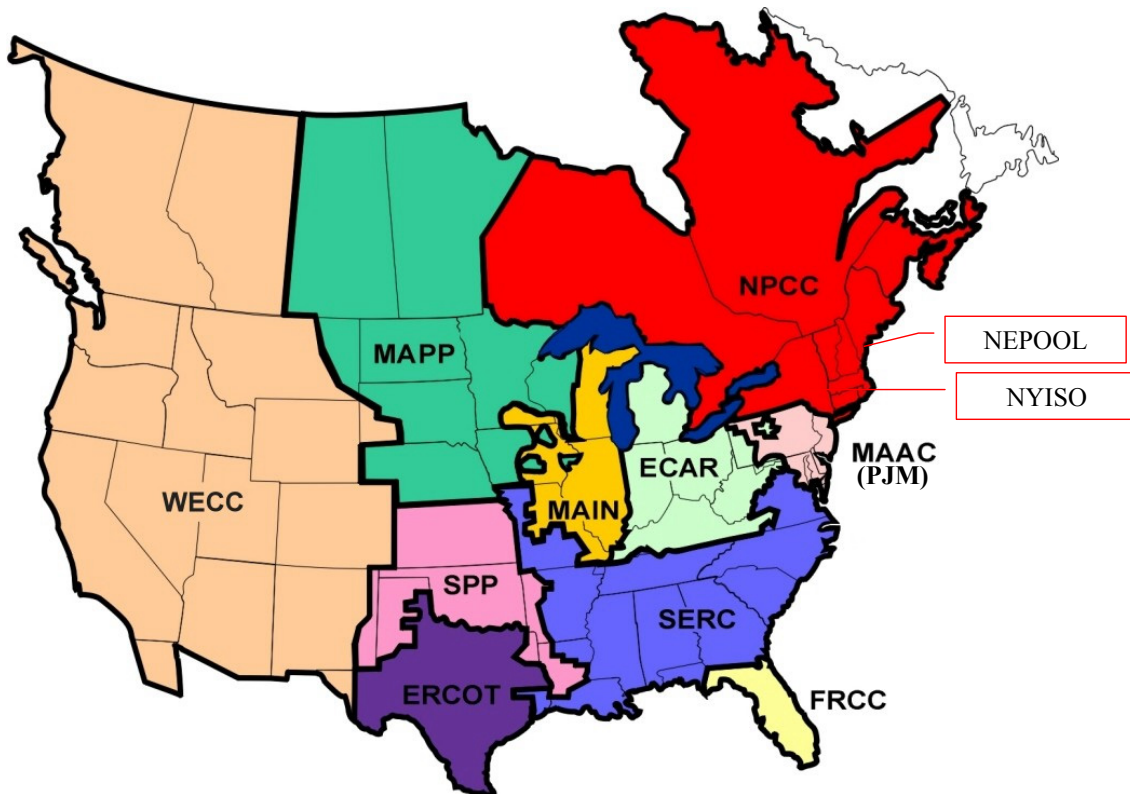 NPCC
NEPOOL
MAPP
NYISO
MAAC
(PJM)
ECAR
WECC
MAIN
SPP
SERC
ERCOT
FRCC